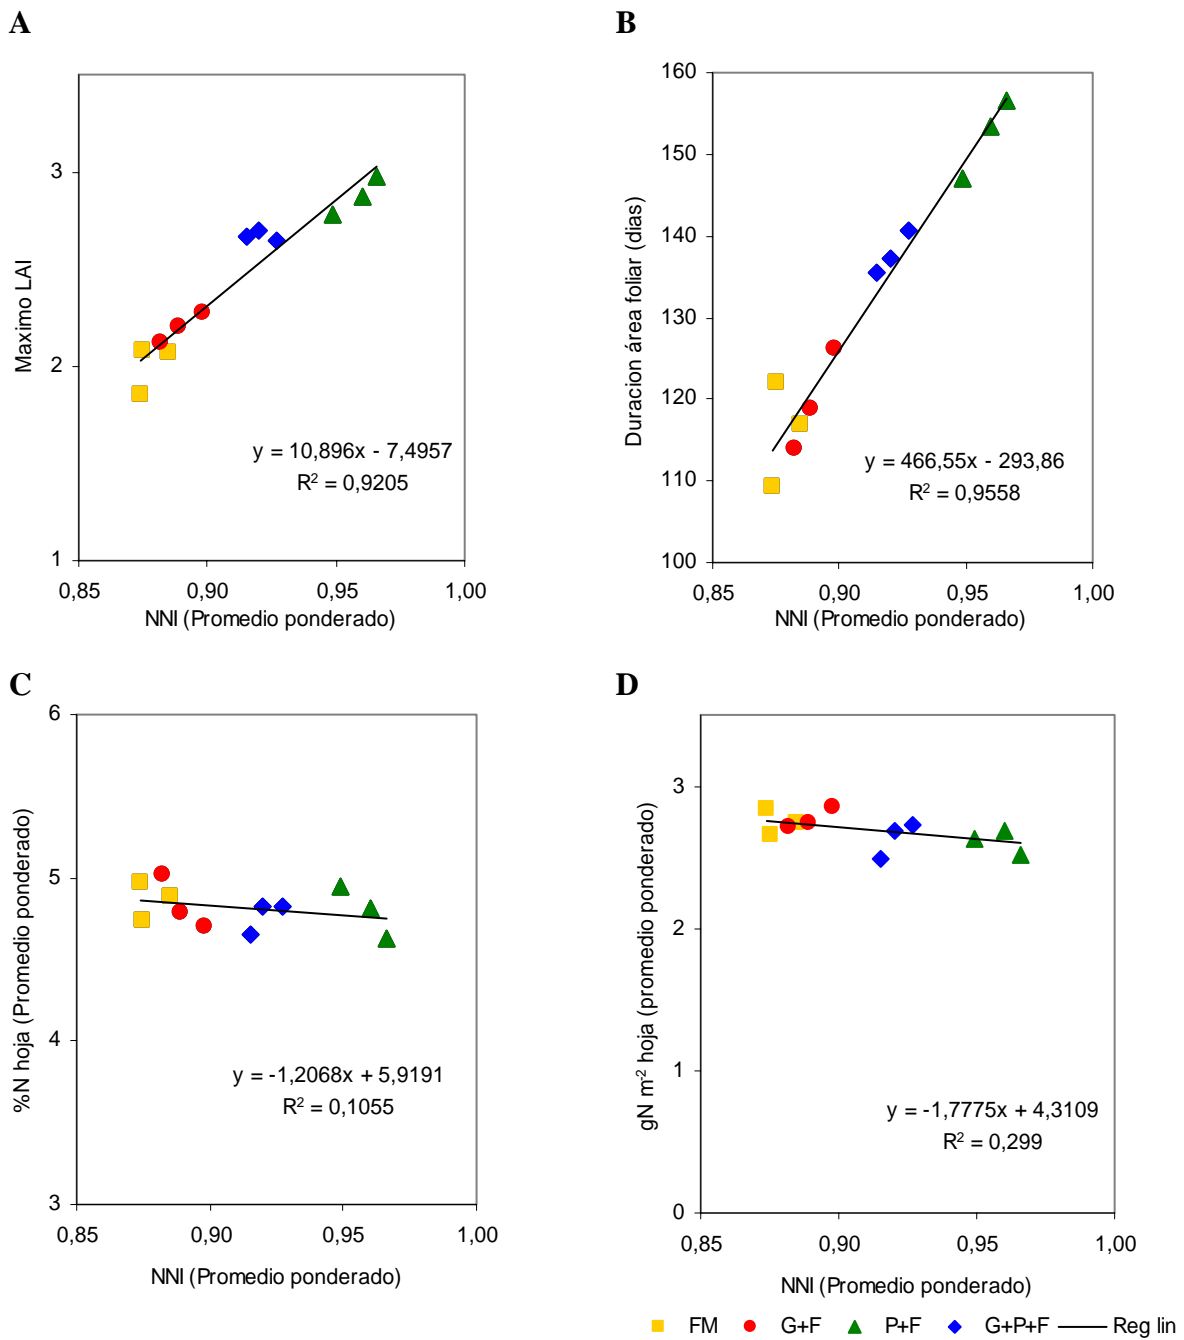 A
Maximo LAI
3
2
1
0,85
0,90
0,95
1,00
NNI (Promedio ponderado)
y = 10,896x - 7,4957
R² = 0,9205
B
Duracion área foliar (dias)
160
150
140
130
120
110
100
0,85
0,90
0,95
1,00
NNI (Promedio ponderado)
y = 466,55x - 293,86
R² = 0,9558
C
%N hoja (Promedio ponderado)
6
5
4
3
0,85
0,90
0,95
1,00
NNI (Promedio ponderado)
y = -1,2068x + 5,9191
R² = 0,1055
D
gN m⁻² hoja (promedio ponderado)
3
2
1
0
0,85
0,90
0,95
1,00
NNI (Promedio ponderado)
y = -1,7775x + 4,3109
R² = 0,299
FM G+F P+F G+P+F Reg lin